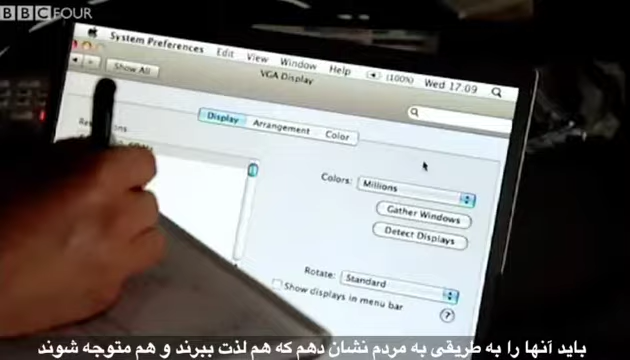 BBC FOUR
System Preferences Edit View Window Help (100%) Wed 17.09
Show All
VGA Display
Display Arrangement Color
Colors: Millions
Gather Windows
Detect Displays
Rotate: Standard
Show displays in menu bar
?
باید آنها را به طریقی به مردم نشان دهم که هم لذت ببرند و هم متوجه شوند